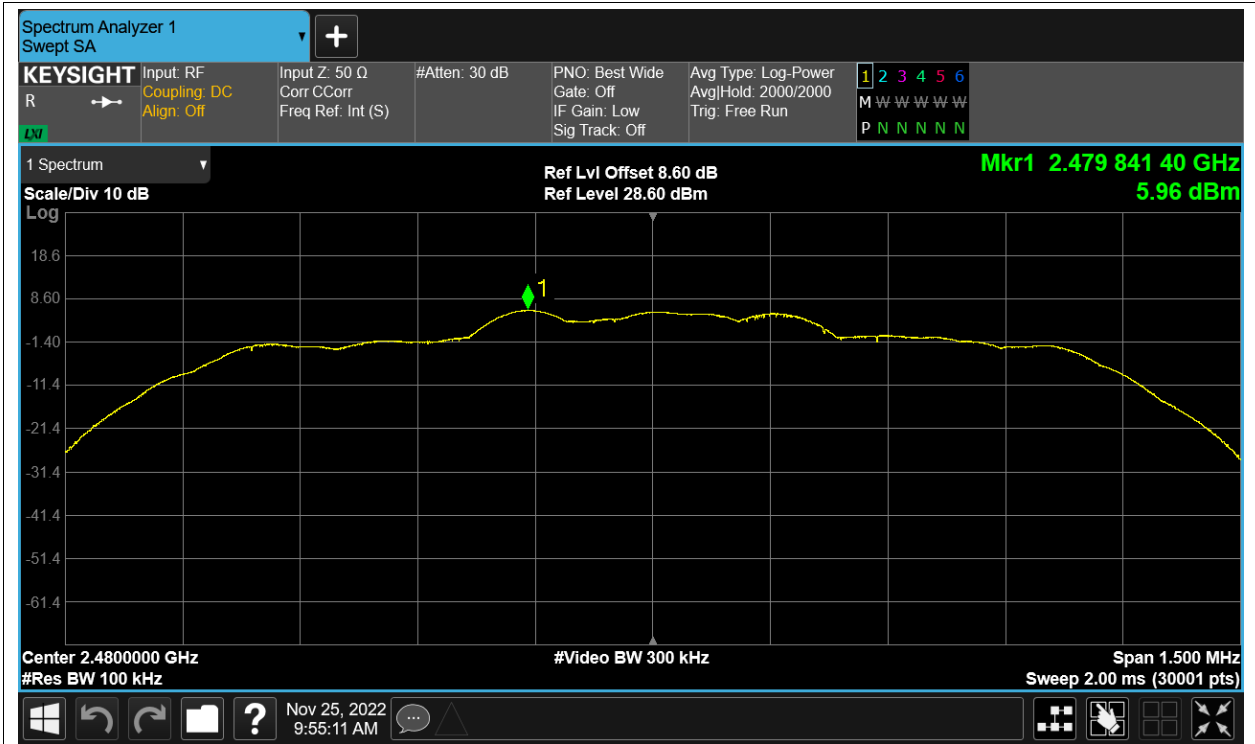 Spectrum Analyzer 1
Swept SA
KEYSIGHT
R
LXI
Input: RF
Coupling: DC
Align: Off
Input Z: 50 Ω
Corr CCorr
Freq Ref: Int (S)
#Atten: 30 dB
PNO: Best Wide
Gate: Off
IF Gain: Low
Sig Track: Off
Avg Type: Log-Power
Avg|Hold: 2000/2000
Trig: Free Run
1 2 3 4 5 6
M W W W W W
P N N N N N
1 Spectrum
Scale/Div 10 dB
Log
Ref Lvl Offset 8.60 dB
Ref Level 28.60 dBm
Mkr1 2.479 841 40 GHz
5.96 dBm
18.6
8.60
1
-1.40
-11.4
-21.4
-31.4
-41.4
-51.4
-61.4
Center 2.4800000 GHz
#Res BW 100 kHz
#Video BW 300 kHz
Span 1.500 MHz
Sweep 2.00 ms (30001 pts)
?
Nov 25, 2022
9:55:11 AM